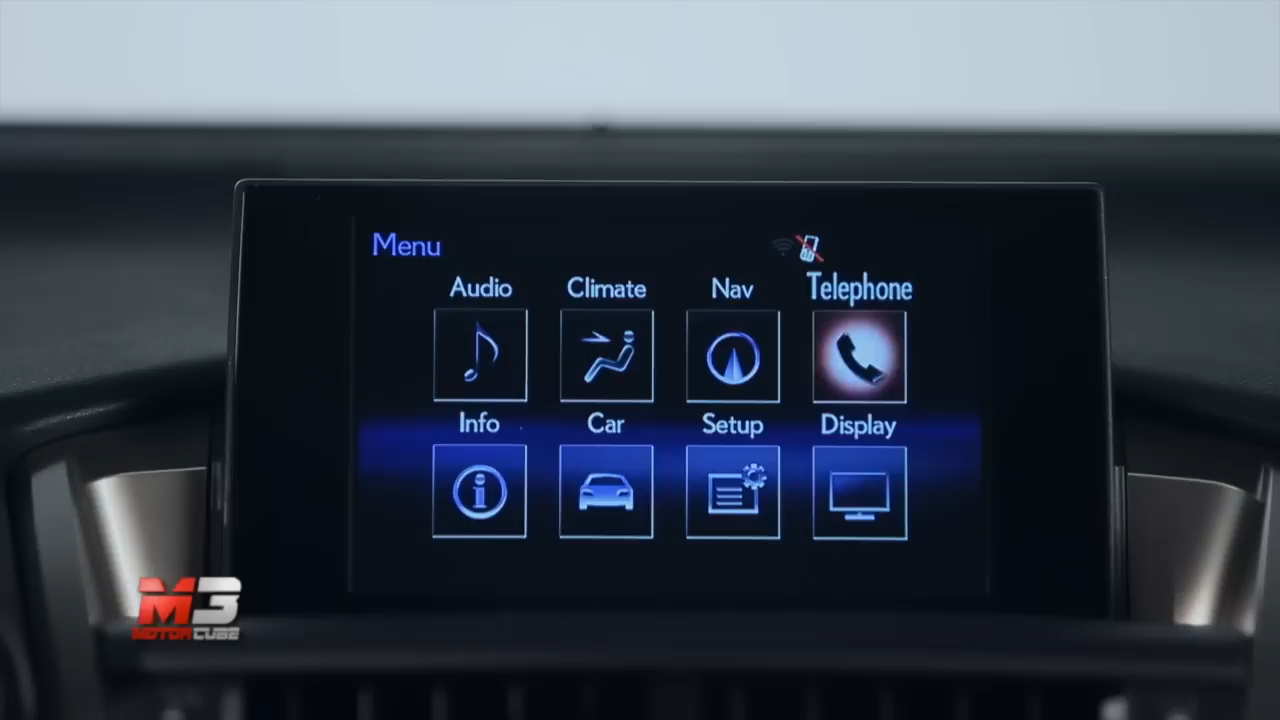 Menu
Audio Climate Nav Telephone
Info Car Setup Display
M3
MOTORCUBE